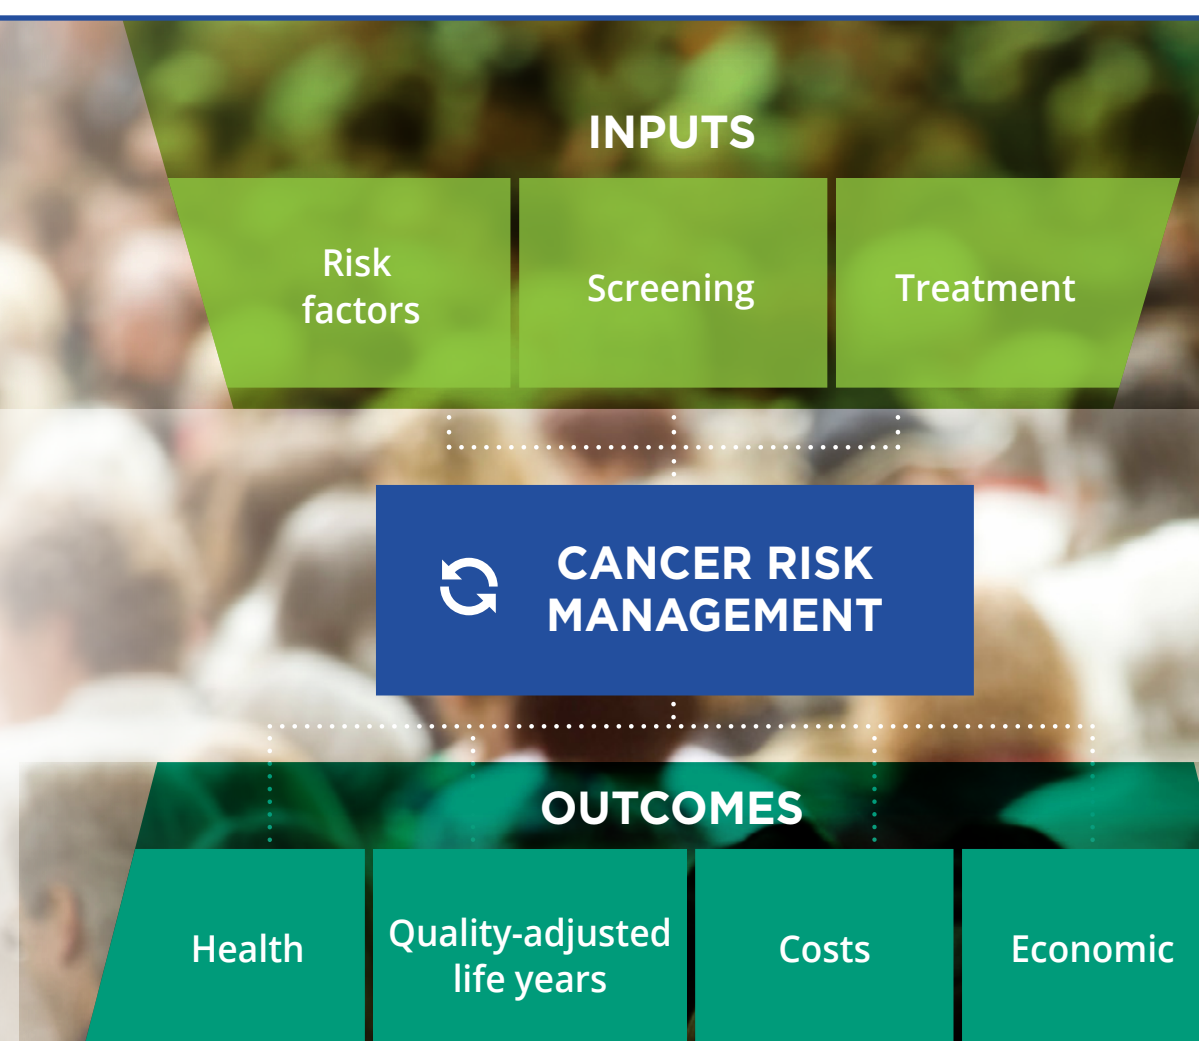 INPUTS
Risk
factors
Screening
Treatment
CANCER RISK
MANAGEMENT
OUTCOMES
Health
Quality-adjusted
life years
Costs
Economic